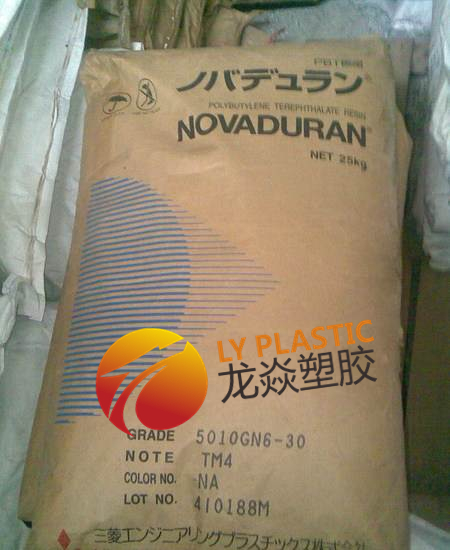 PBT樹脂
ノバデュラン®
POLYBUTYLENE TEREPHTHALATE RESIN
NOVADURAN®
NET 25kg
LY PLASTIC
龙焱塑胶
GRADE 5010GN6-30
NOTE TM4
COLOR NO. NA
LOT NO. 410188M
三菱エンジニアリングプラスチックス株式会社